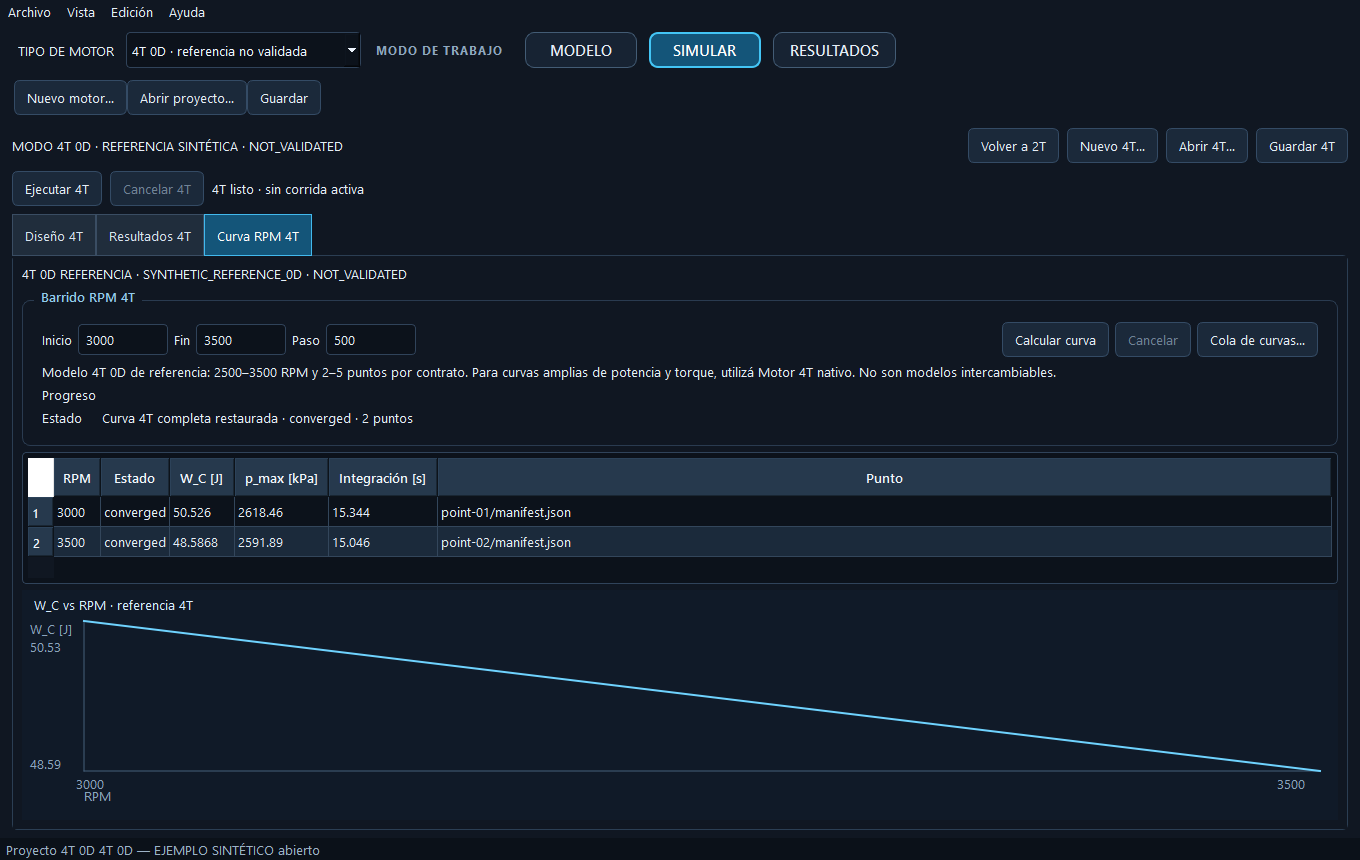 Archivo Vista Edición Ayuda
TIPO DE MOTOR 4T 0D · referencia no validada MODO DE TRABAJO MODELO SIMULAR RESULTADOS
Nuevo motor... Abrir proyecto... Guardar
MODO 4T 0D · REFERENCIA SINTÉTICA · NOT_VALIDATED Volver a 2T Nuevo 4T... Abrir 4T... Guardar 4T
Ejecutar 4T Cancelar 4T 4T listo · sin corrida activa
Diseño 4T Resultados 4T Curva RPM 4T
4T 0D REFERENCIA · SYNTHETIC_REFERENCE_0D · NOT_VALIDATED
Barrido RPM 4T
Inicio 3000 Fin 3500 Paso 500 Calcular curva Cancelar Cola de curvas...
Modelo 4T 0D de referencia: 2500–3500 RPM y 2–5 puntos por contrato. Para curvas amplias de potencia y torque, utilizá Motor 4T nativo. No son modelos intercambiables.
Progreso
Estado Curva 4T completa restaurada · converged · 2 puntos
RPM Estado W_C [J] p_max [kPa] Integración [s] Punto
1 3000 converged 50.526 2618.46 15.344 point-01/manifest.json
2 3500 converged 48.5868 2591.89 15.046 point-02/manifest.json
W_C vs RPM · referencia 4T
W_C [J]
50.53
48.59
3000 3500
RPM
Proyecto 4T 0D 4T 0D — EJEMPLO SINTÉTICO abierto